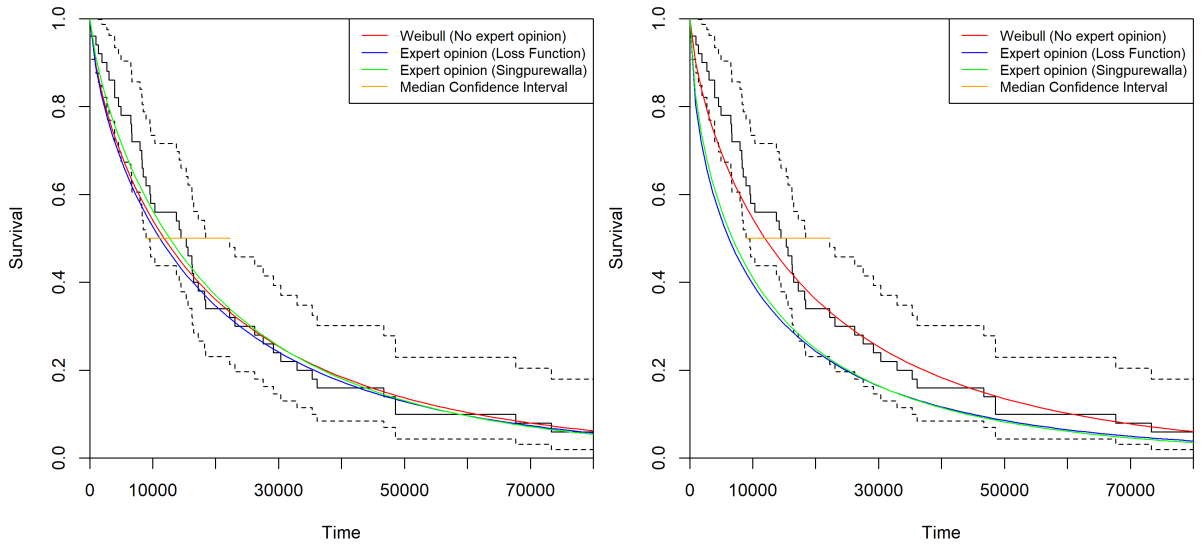 Weibull (No expert opinion)
Expert opinion (Loss Function)
Expert opinion (Singpurewalla)
Median Confidence Interval
Survival
1.0
0.8
0.6
0.4
0.2
0.0
0 10000 30000 50000 70000
Time
Weibull (No expert opinion)
Expert opinion (Loss Function)
Expert opinion (Singpurewalla)
Median Confidence Interval
Survival
1.0
0.8
0.6
0.4
0.2
0.0
0 10000 30000 50000 70000
Time